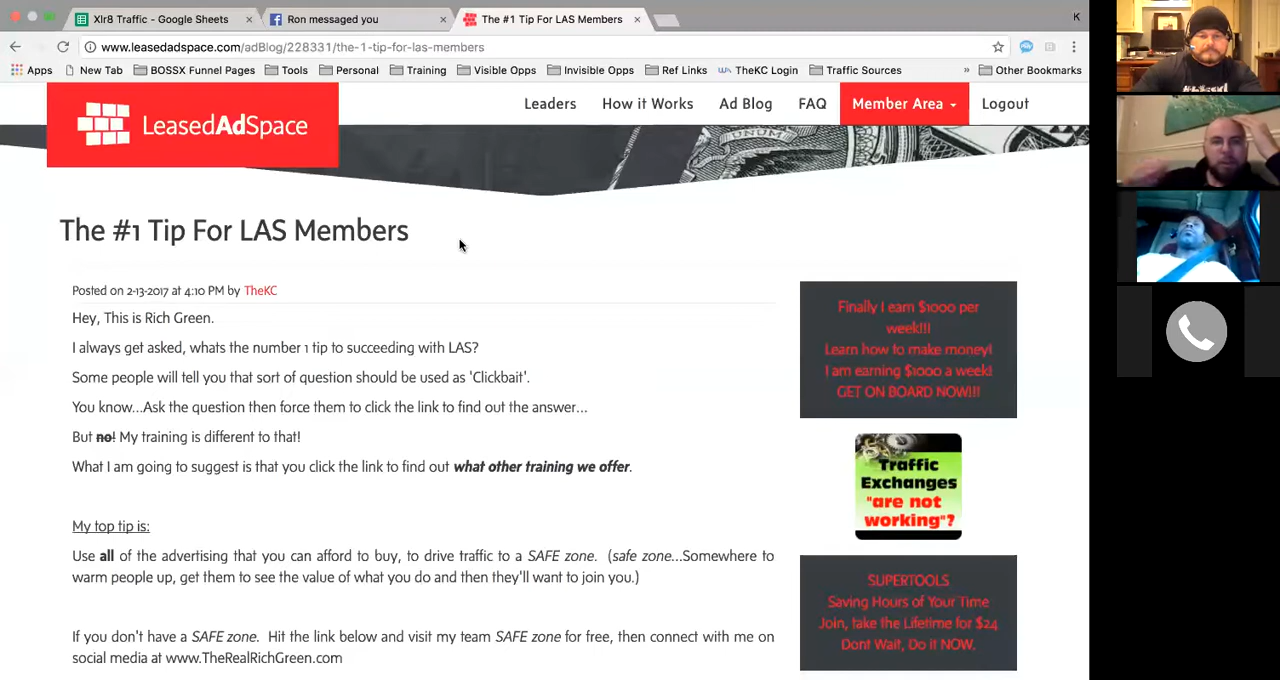 Xlr8 Traffic - Google Sheets
Ron messaged you
The #1 Tip For LAS Members
K
www.leasedadspace.com/adBlog/228331/the-1-tip-for-las-members
Apps New Tab BOSSX Funnel Pages Tools Personal Training Visible Opps Invisible Opps Ref Links TheKC Login Traffic Sources » Other Bookmarks
LeasedAdSpace
Leaders How it Works Ad Blog FAQ Member Area Logout
The #1 Tip For LAS Members
Posted on 2-13-2017 at 4:10 PM by TheKC
Hey, This is Rich Green.
I always get asked, whats the number 1 tip to succeeding with LAS?
Some people will tell you that sort of question should be used as 'Clickbait'.
You know...Ask the question then force them to click the link to find out the answer...
But no! My training is different to that!
What I am going to suggest is that you click the link to find out what other training we offer.
My top tip is:
Use all of the advertising that you can afford to buy, to drive traffic to a SAFE zone. (safe zone...Somewhere to
warm people up, get them to see the value of what you do and then they'll want to join you.)
If you don't have a SAFE zone. Hit the link below and visit my team SAFE zone for free, then connect with me on
social media at www.TheRealRichGreen.com
Finally I earn $1000 per
week!!!
Learn how to make money!
I am earning $1000 a week!
GET ON BOARD NOW!!!
Traffic
Exchanges
"are not
working"?
SUPERTOOLS
Saving Hours of Your Time
Join, take the Lifetime for $24
Dont Wait, Do it NOW.